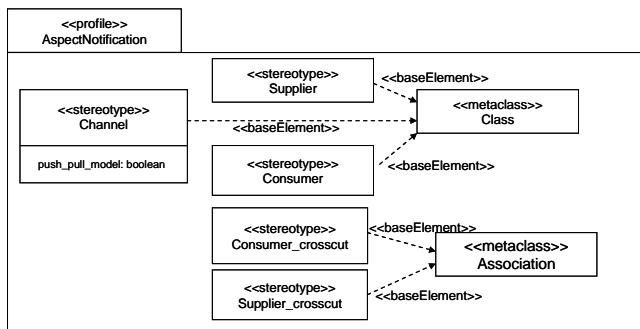 <<profile>>
AspectNotification
<<stereotype>>
Supplier
<<baseElement>>
<<stereotype>>
Channel
push_pull_model: boolean
<<baseElement>>
<<metaclass>>
Class
<<stereotype>>
Consumer
<<baseElement>>
<<stereotype>>
Consumer_crosscut
<<baseElement>>
<<metaclass>>
Association
<<stereotype>>
Supplier_crosscut
<<baseElement>>